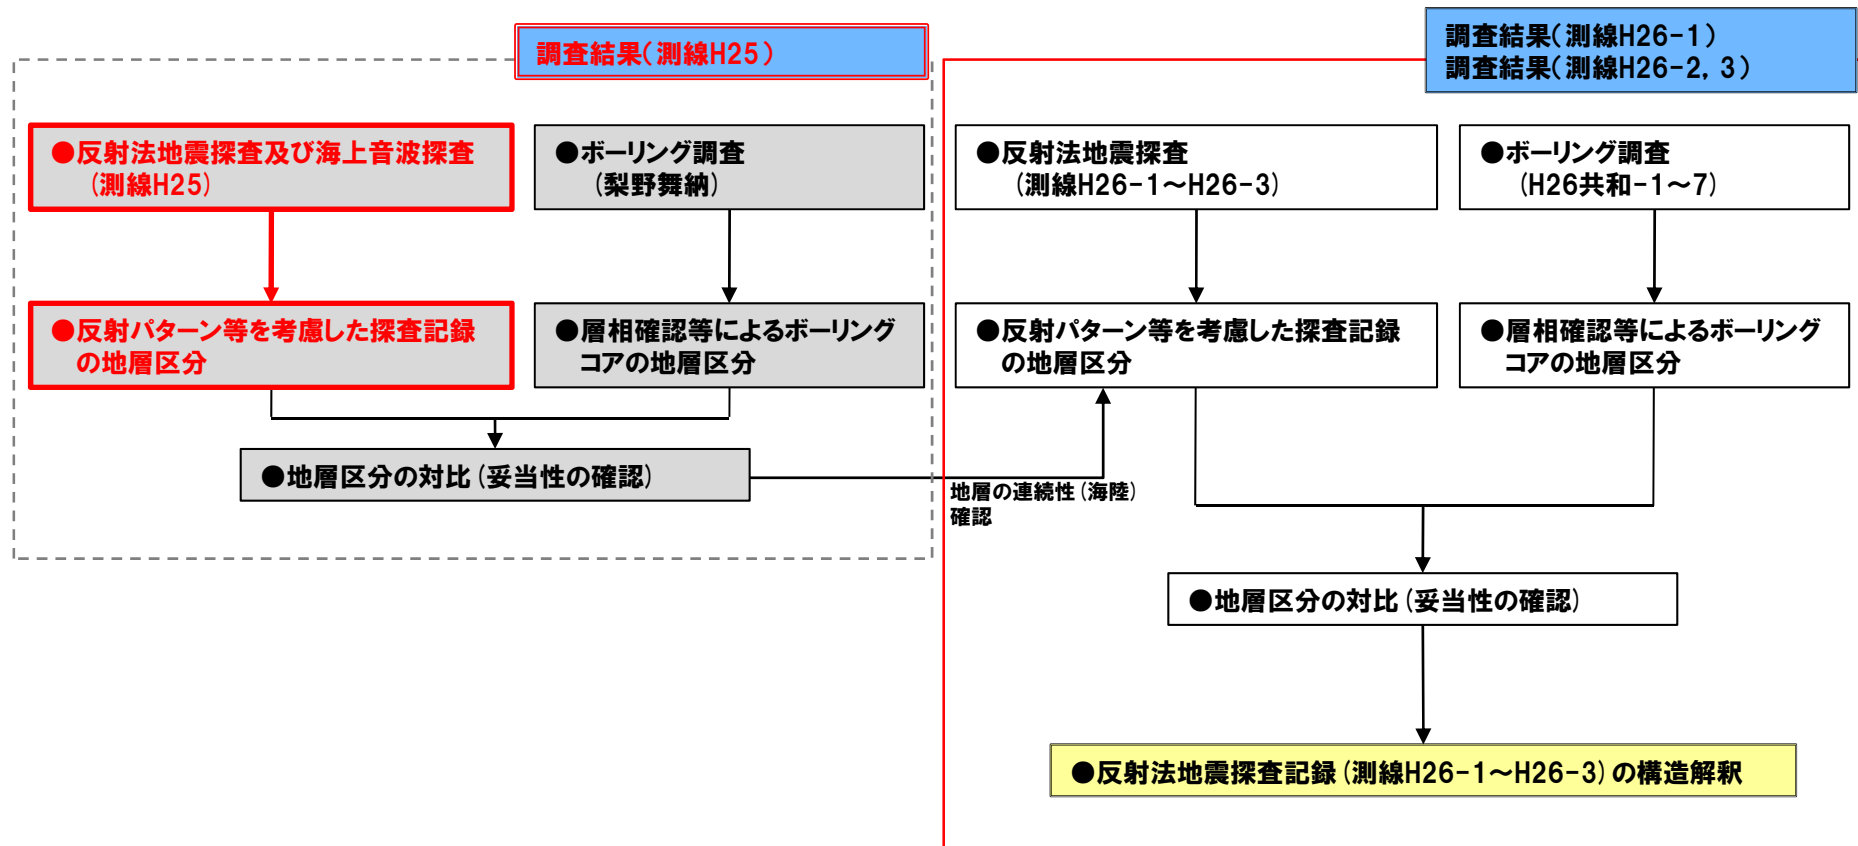 調査結果(測線H25)
●反射法地震探査及び海上音波探査
(測線H25)
●ボーリング調査
(梨野舞納)
●反射パターン等を考慮した探査記録
の地層区分
●層相確認等によるボーリング
コアの地層区分
●地層区分の対比(妥当性の確認)
地層の連続性(海陸)
確認
調査結果(測線H26-1)
調査結果(測線H26-2, 3)
●反射法地震探査
(測線H26-1～H26-3)
●ボーリング調査
(H26共和-1～7)
●反射パターン等を考慮した探査記録
の地層区分
●層相確認等によるボーリング
コアの地層区分
●地層区分の対比(妥当性の確認)
●反射法地震探査記録(測線H26-1～H26-3)の構造解釈